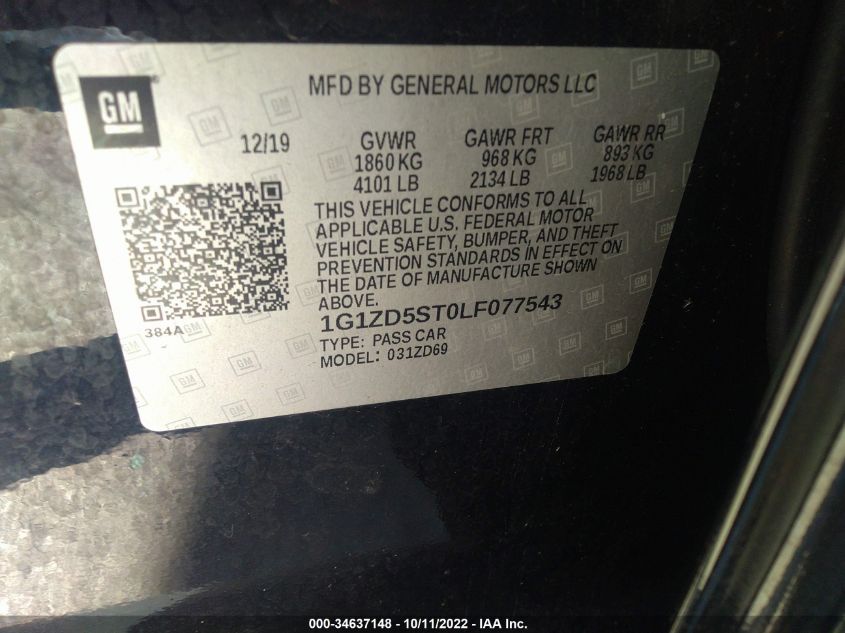 GM
MFD BY GENERAL MOTORS LLC
12/19
GVWR GAWR FRT GAWR RR
1860 KG 968 KG 893 KG
4101 LB 2134 LB 1968 LB
THIS VEHICLE CONFORMS TO ALL
APPLICABLE U.S. FEDERAL MOTOR
VEHICLE SAFETY, BUMPER, AND THEFT
PREVENTION STANDARDS IN EFFECT ON
THE DATE OF MANUFACTURE SHOWN
ABOVE.
384A
1G1ZD5ST0LF077543
TYPE: PASS CAR
MODEL: 031ZD69
000-34637148 - 10/11/2022 - IAA Inc.